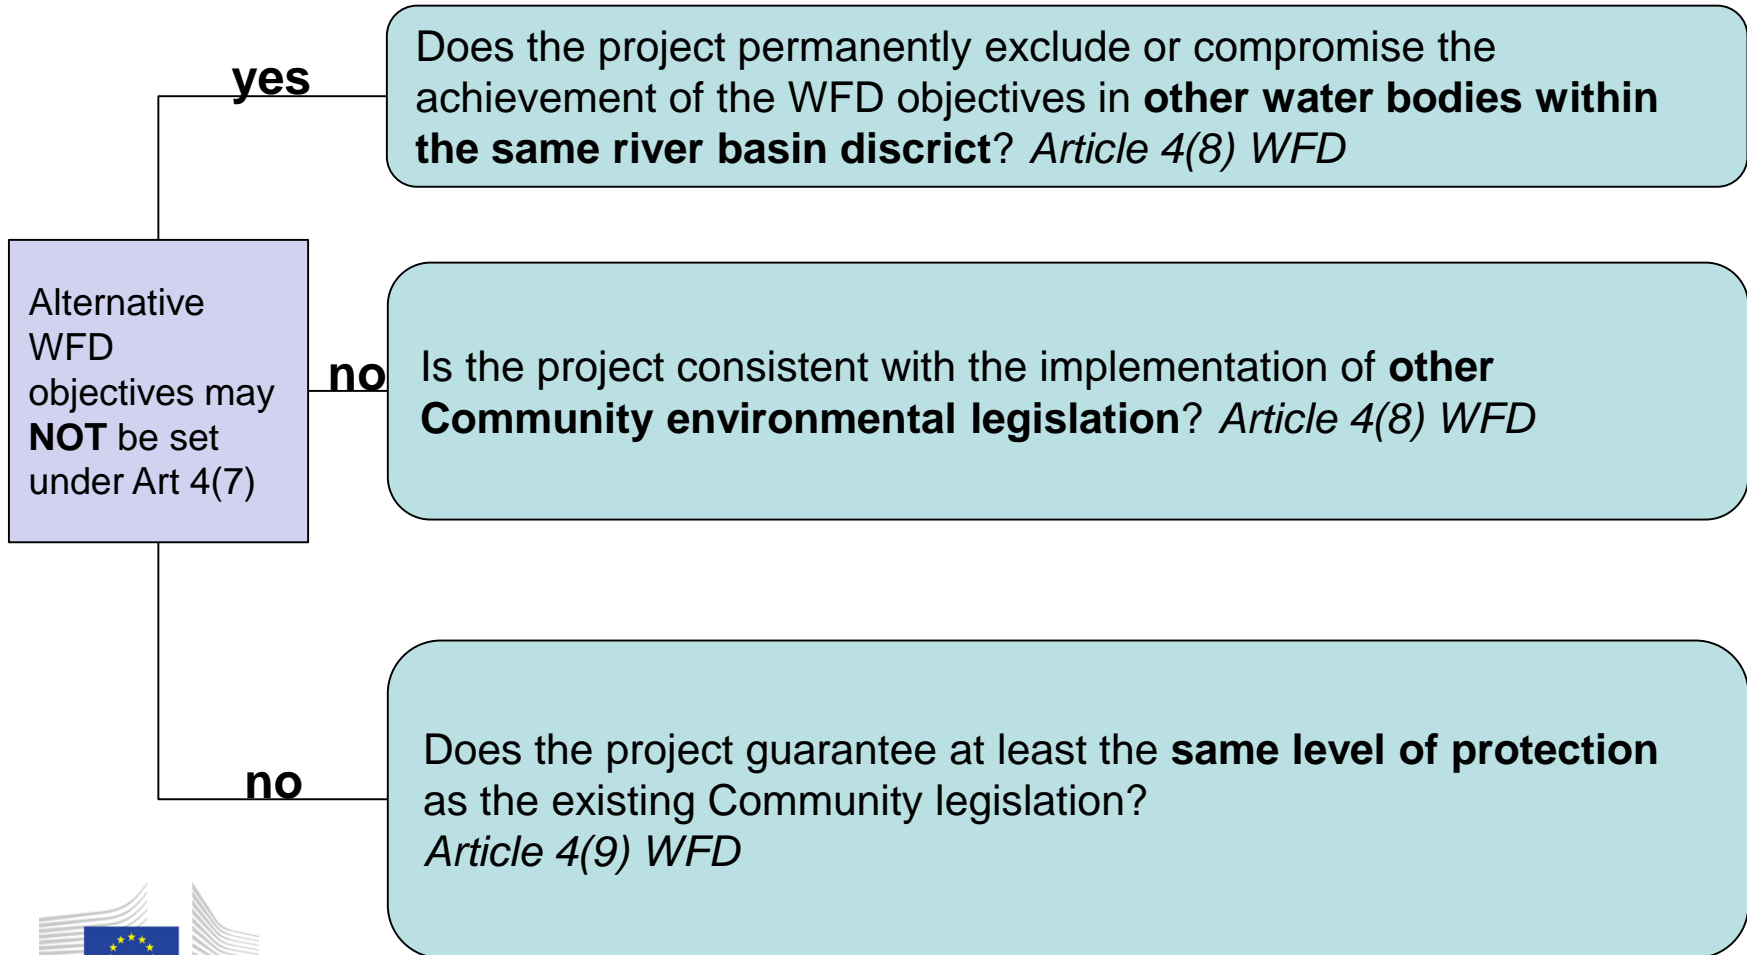 yes
Does the project permanently exclude or compromise the
achievement of the WFD objectives in other water bodies within
the same river basin discrict? Article 4(8) WFD
Alternative
WFD
objectives may
NOT be set
under Art 4(7)
no
Is the project consistent with the implementation of other
Community environmental legislation? Article 4(8) WFD
no
Does the project guarantee at least the same level of protection
as the existing Community legislation?
Article 4(9) WFD